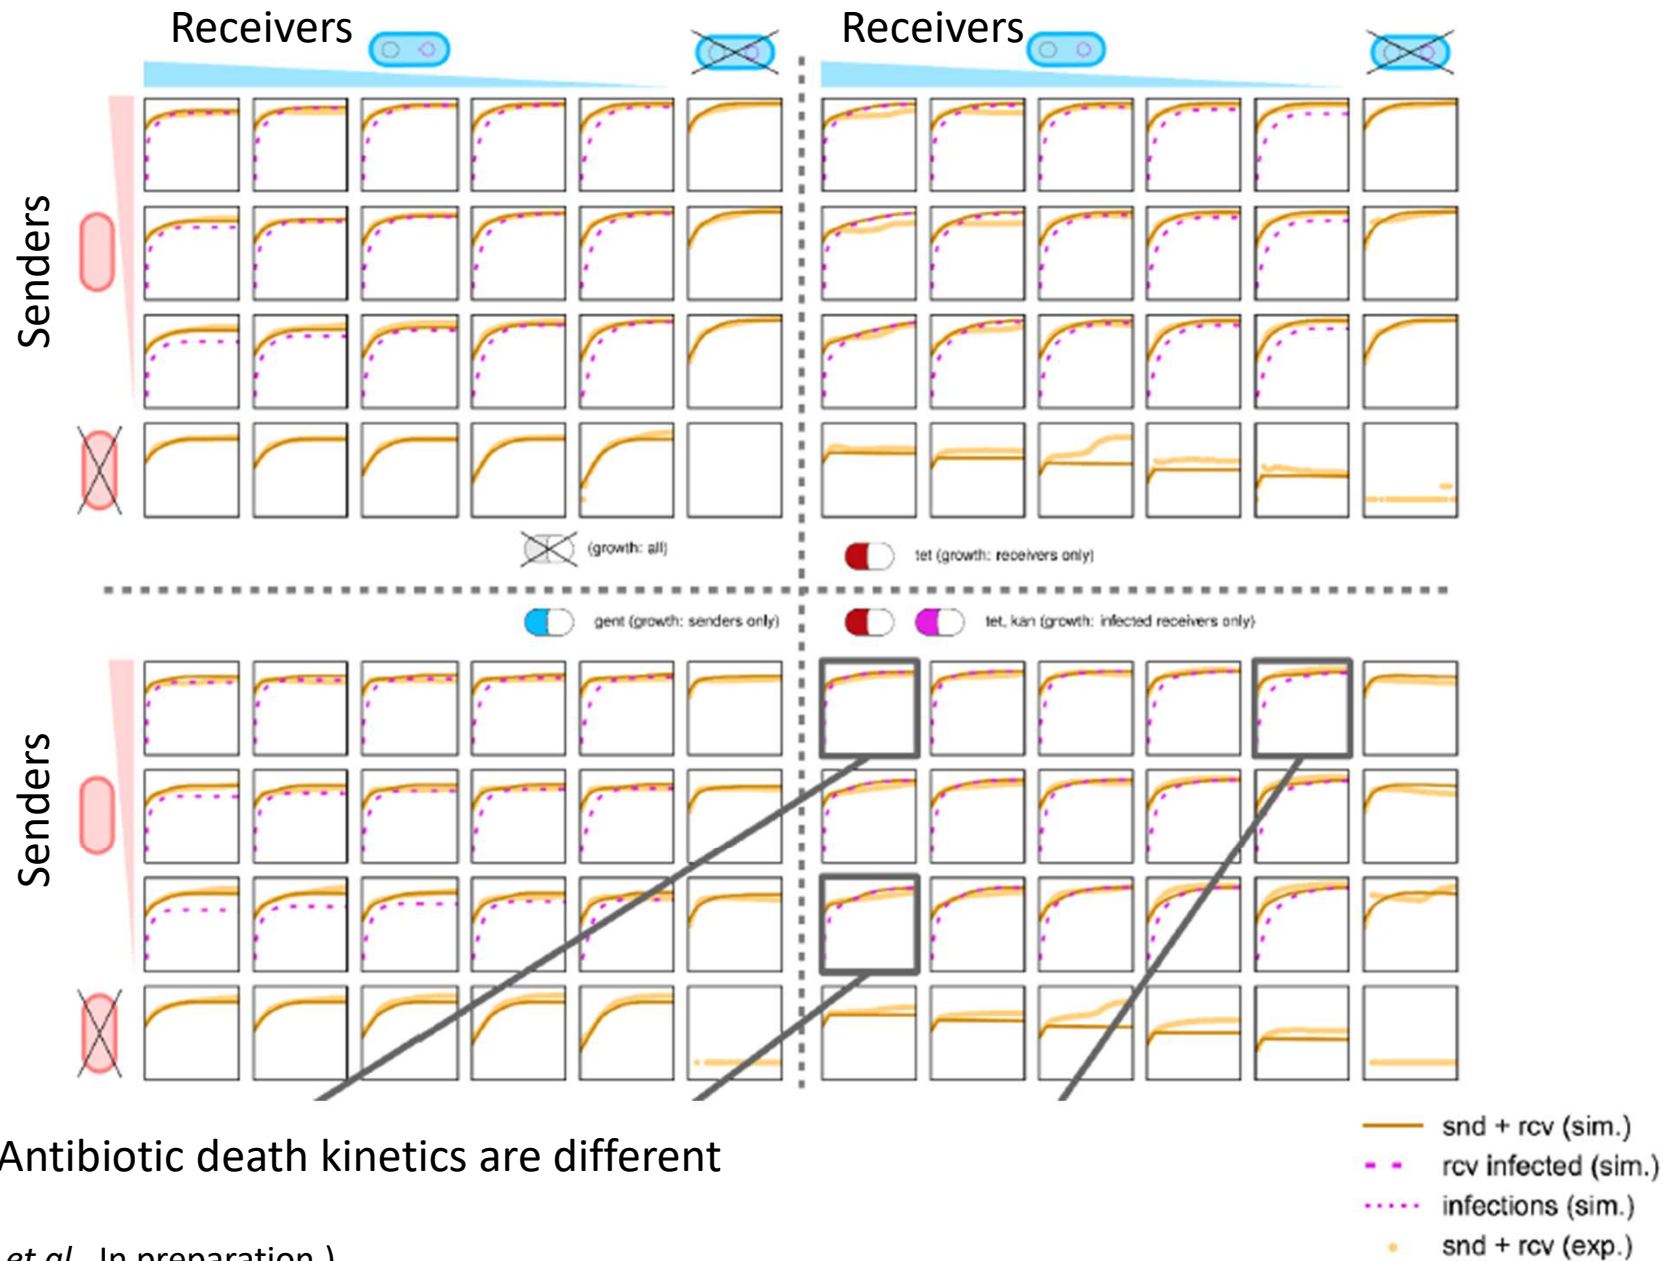 Receivers
Receivers
Senders
(growth: all)
tet (growth: receivers only)
gent (growth: senders only)
tet, kan (growth: infected receivers only)
Senders
Antibiotic death kinetics are different
snd + rcv (sim.)
rcv infected (sim.)
infections (sim.)
snd + rcv (exp.)
et al. In preparation.)